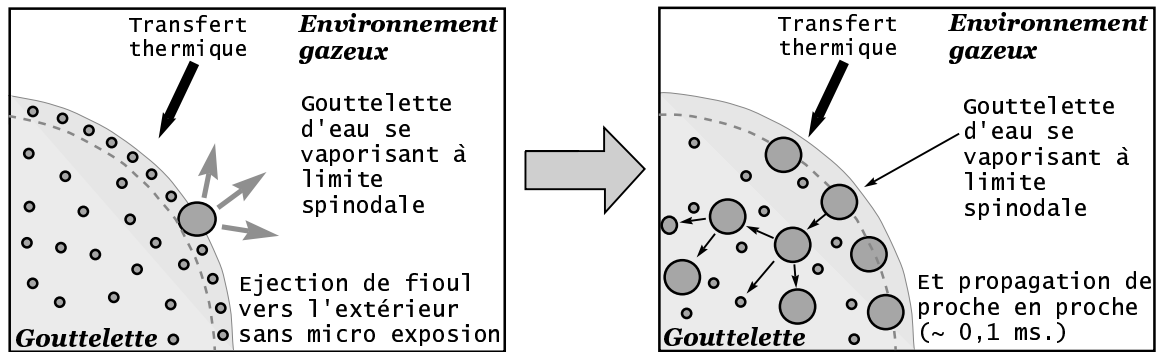 Transfert
thermique
Environnement
gazeux
Gouttelette
d'eau se
vaporisant à
limite
spinodale
Ejection de fioul
vers l'extérieur
sans micro exposion
Gouttelette
Transfert
thermique
Environnement
gazeux
Gouttelette
d'eau se
vaporisant à
limite
spinodale
Et propagation de
proche en proche
(~ 0,1 ms.)
Gouttelette